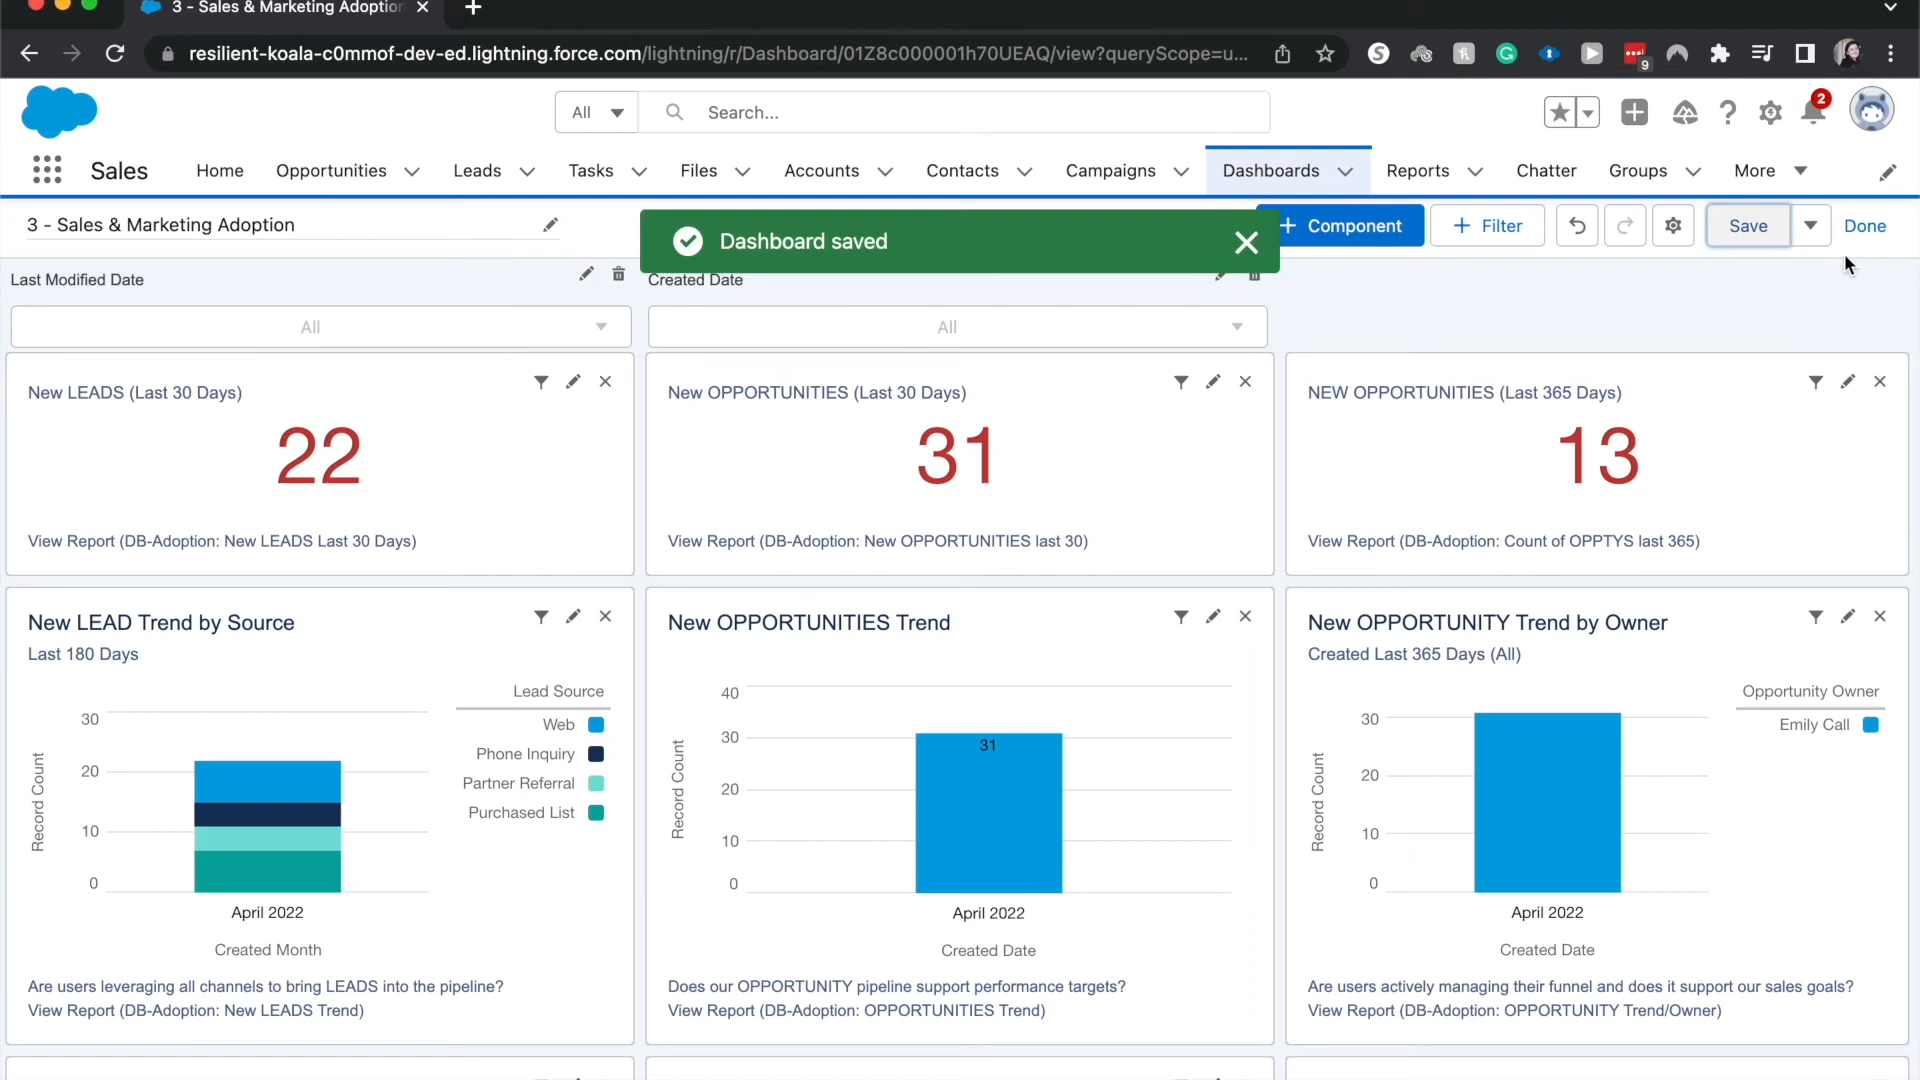 3 - Sales & Marketing Adoption
resilient-koala-c0mmof-dev-ed.lightning.force.com/lightning/r/Dashboard/01Z8c000001h70UEAQ/view?queryScope=u...
9
All
Search...
2
Sales
Home
Opportunities
Leads
Tasks
Files
Accounts
Contacts
Campaigns
Dashboards
Reports
Chatter
Groups
More
3 - Sales & Marketing Adoption
Dashboard saved
+ Component
+ Filter
Save
Done
Last Modified Date
Created Date
All
All
New LEADS (Last 30 Days)
22
View Report (DB-Adoption: New LEADS Last 30 Days)
New OPPORTUNITIES (Last 30 Days)
31
View Report (DB-Adoption: New OPPORTUNITIES last 30)
NEW OPPORTUNITIES (Last 365 Days)
13
View Report (DB-Adoption: Count of OPPTYS last 365)
New LEAD Trend by Source
Last 180 Days
Lead Source
Web
Phone Inquiry
Partner Referral
Purchased List
Record Count
30
20
10
0
April 2022
Created Month
Are users leveraging all channels to bring LEADS into the pipeline?
View Report (DB-Adoption: New LEADS Trend)
New OPPORTUNITIES Trend
Record Count
40
30
20
10
0
31
April 2022
Created Date
Does our OPPORTUNITY pipeline support performance targets?
View Report (DB-Adoption: OPPORTUNITIES Trend)
New OPPORTUNITY Trend by Owner
Created Last 365 Days (All)
Opportunity Owner
Emily Call
Record Count
30
20
10
0
April 2022
Created Date
Are users actively managing their funnel and does it support our sales goals?
View Report (DB-Adoption: OPPORTUNITY Trend/Owner)